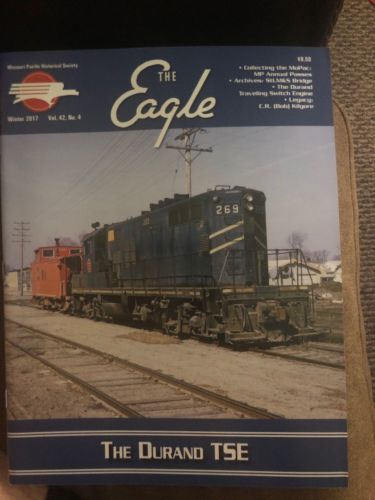 Missouri Pacific Historical Society
Winter 2017 Vol. 42, No. 4
THE
Eagle
$9.50
• Collecting the MoPac:
MP Annual Passes
• Archives: StLM&S Bridge
• The Durand
Traveling Switch Engine
• Legacy:
C.R. (Bob) Kilgore
269
THE DURAND TSE